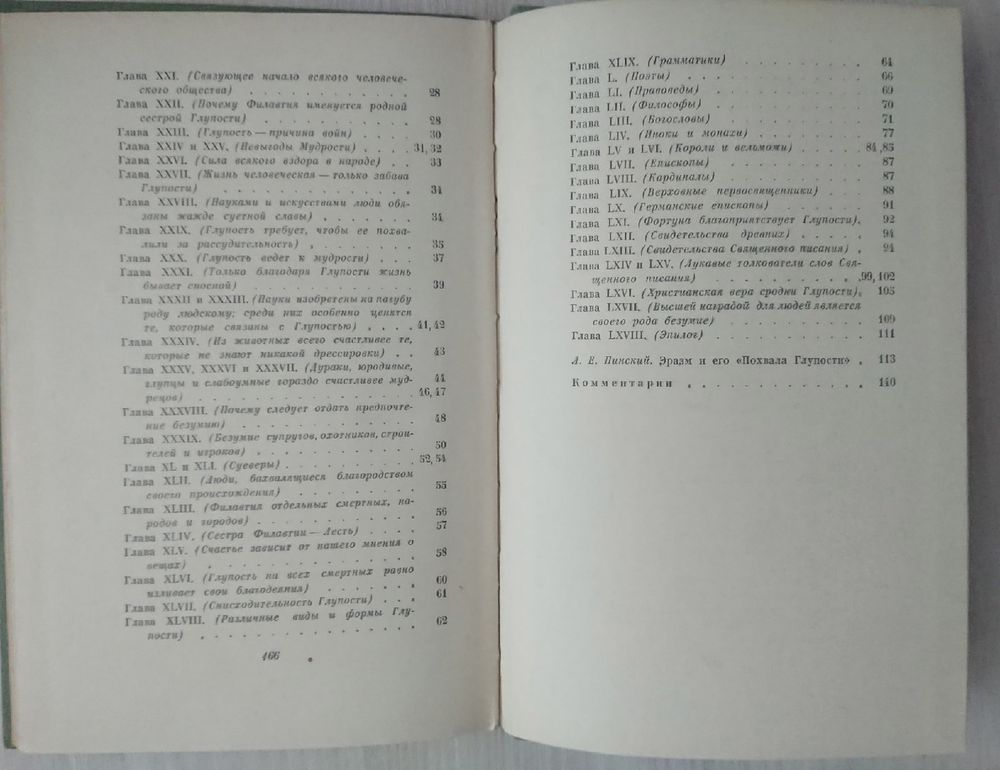 Глава XXI. (Связующее начало всякого человече-
ского общества) . . . . . . . . . . . 28
Глава XXII. (Почему Филавтия именуется родной
сестрой Глупости) . . . . . . . . . . 28
Глава XXIII. (Глупость — причина войн) . . . . 30
Глава XXIV и XXV. (Невыгоды Мудрости) . . . . 31, 32
Глава XXVI. (Сила всякого вздора в народе) . . 33
Глава XXVII. (Жизнь человеческая — только забава
Глупости) . . . . . . . . . . . . . 34
Глава XXVIII. (Науками и искусствами люди обя-
заны жажде суетной славы) . . . . . . 34
Глава XXIX. (Глупость требует, чтобы ее похва-
лили за рассудительность) . . . . . . . 35
Глава XXX. (Глупость ведет к мудрости) . . . 37
Глава XXXI. (Только благодаря Глупости жизнь
бывает сносной) . . . . . . . . . . . 39
Глава XXXII и XXXIII. (Науки изобретены на пагубу
роду людскому; среди них особенно ценятся
те, которые связаны с Глупостью) . . . . 41, 42
Глава XXXIV. (Из животных всего счастливее те,
которые не знают никакой дрессировки) . . 43
Глава XXXV, XXXVI и XXXVII. (Дураки, юродивые,
глупцы и слабоумные гораздо счастливее муд- 44
рецов) . . . . . . . . . . . . . . 46, 47
Глава XXXVIII. (Почему следует отдать предпочте-
ние безумию) . . . . . . . . . . . . 48
Глава XXXIX. (Безумие супругов, охотников, строи-
телей и игроков) . . . . . . . . . . . 50
Глава XL и XLI. (Суеверы) . . . . . . . . . 52, 54
Глава XLII. (Люди, бахвалящиеся благородством
своего происхождения) . . . . . . . . 55
Глава XLIII. (Филавтия отдельных смертных, на-
родов и городов) . . . . . . . . . . . 56
Глава XLIV. (Сестра Филавтии — Лесть) . . . . 57
Глава XLV. (Счастье зависит от нашего мнения о
вещах) . . . . . . . . . . . . . . 58
Глава XLVI. (Глупость на всех смертных равно
изливает свои благодеяния) . . . . . . 60
Глава XLVII. (Снисходительность Глупости) . . . 61
Глава XLVIII. (Различные виды и формы Глу-
пости) . . . . . . . . . . . . . . 62
166
Глава XLIX. (Грамматики) . . . . . . . . . 64
Глава L. (Поэты) . . . . . . . . . . . . 66
Глава LI. (Правоведы) . . . . . . . . . . 69
Глава LII. (Философы) . . . . . . . . . . 70
Глава LIII. (Богословы) . . . . . . . . . . 71
Глава LIV. (Иноки и монахи) . . . . . . . . 77
Глава LV и LVI. (Короли и вельможи) . . . . . 84, 85
Глава LVII. (Епископы) . . . . . . . . . . 87
Глава LVIII. (Кардиналы) . . . . . . . . . 87
Глава LIX. (Верховные первосвященники) . . . 88
Глава LX. (Германские епископы) . . . . . . 91
Глава LXI. (Фортуна благоприятствует Глупости). 92
Глава LXII. (Свидетельства древних) . . . . . 94
Глава LXIII. (Свидетельства Священного писания) . 94
Глава LXIV и LXV. (Лукавые толкователи слов Свя-
щенного писания) . . . . . . . . . . . 99, 102
Глава LXVI. (Христианская вера сродни Глупости). 105
Глава LXVII. (Высшей наградой для людей является
своего рода безумие) . . . . . . . . . 109
Глава LXVIII. (Эпилог) . . . . . . . . . . 111
Л. Е. Пинский. Эразм и его «Похвала Глупости» . 113
Комментарии . . . . . . . . . . . . . 140